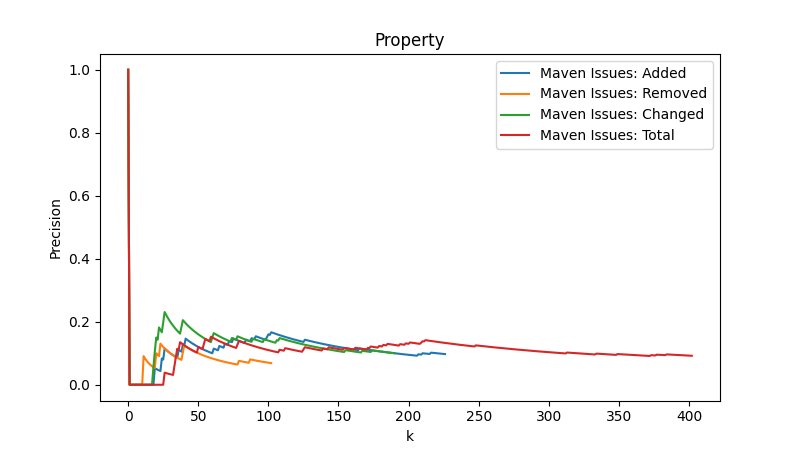 Property
Maven Issues: Added
Maven Issues: Removed
Maven Issues: Changed
Maven Issues: Total
1.0
0.8
0.6
0.4
0.2
0.0
Precision
0
50
100
150
200
250
300
350
400
k